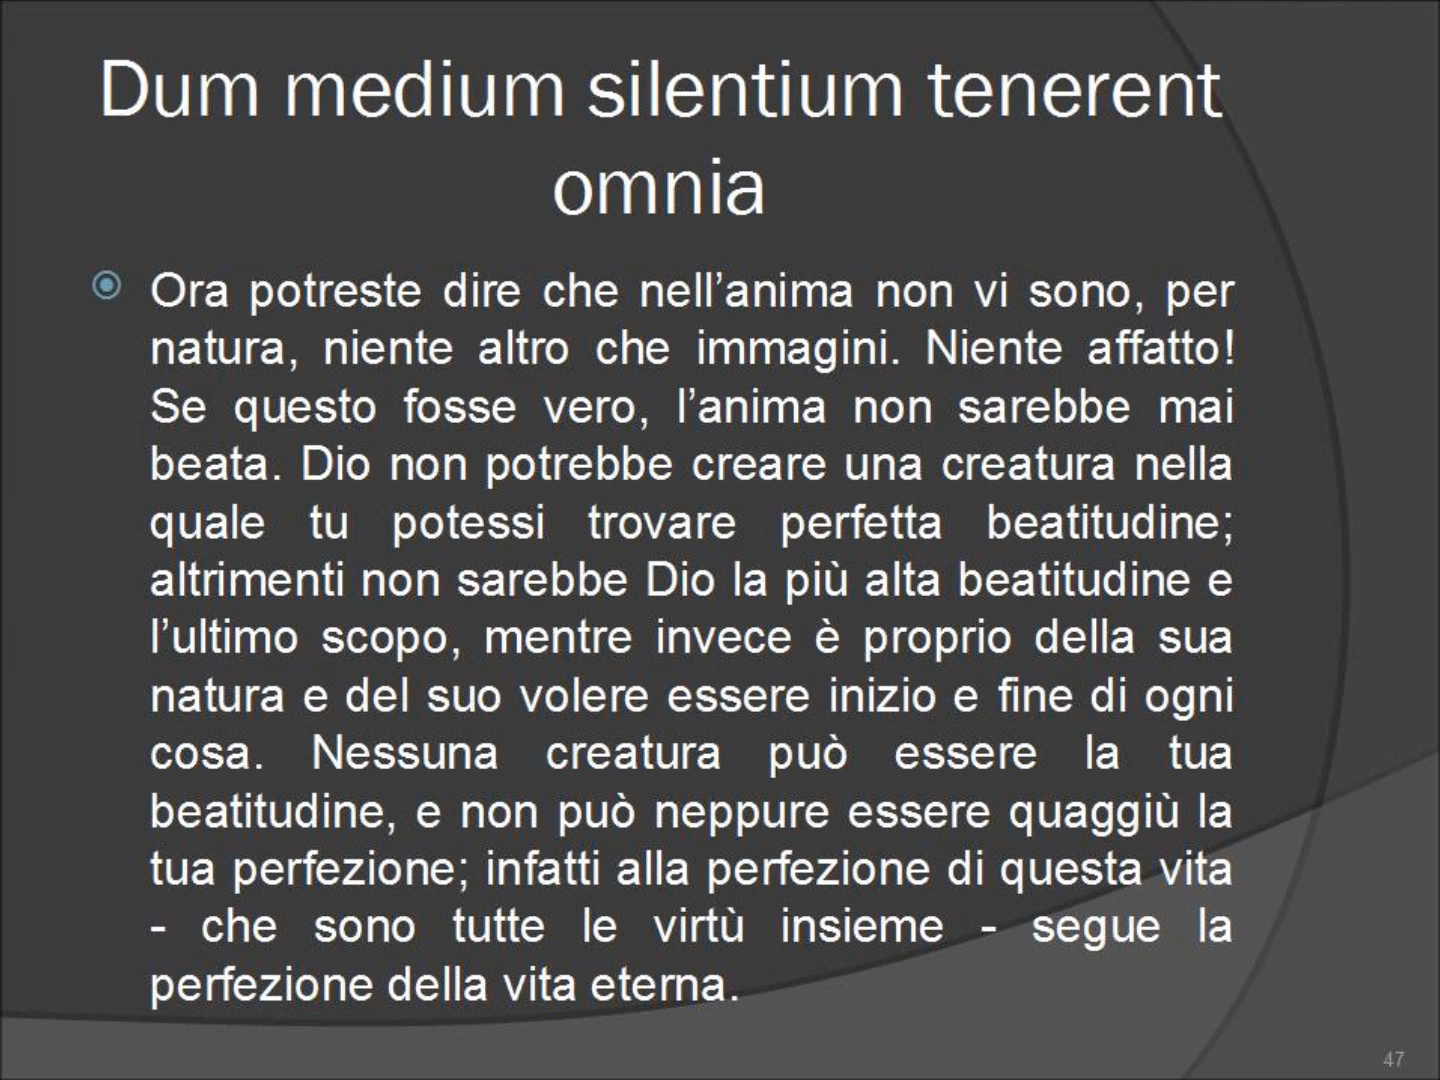 Dum medium silentium tenerent
omnia
Ora potreste dire che nell’anima non vi sono, per
natura, niente altro che immagini. Niente affatto!
Se questo fosse vero, l’anima non sarebbe mai
beata. Dio non potrebbe creare una creatura nella
quale tu potessi trovare perfetta beatitudine;
altrimenti non sarebbe Dio la più alta beatitudine e
l’ultimo scopo, mentre invece è proprio della sua
natura e del suo volere essere inizio e fine di ogni
cosa. Nessuna creatura può essere la tua
beatitudine, e non può neppure essere quaggiù la
tua perfezione; infatti alla perfezione di questa vita
- che sono tutte le virtù insieme - segue la
perfezione della vita eterna.
47